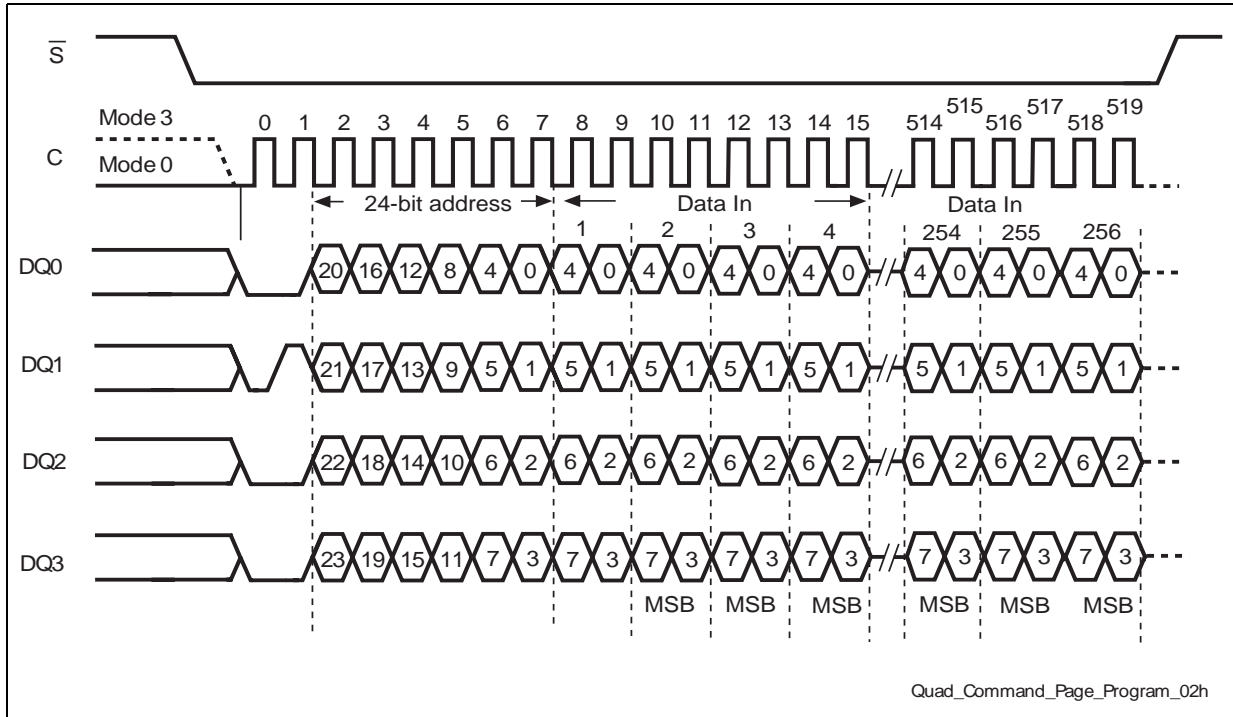 S
515 517 519
Mode 3
0 1 2 3 4 5 6 7 8 9 10 11 12 13 14 15 514 516 518
C
Mode 0
24-bit address Data In Data In
1 2 3 4 254 255 256
DQ0 20 16 12 8 4 0 4 0 4 0 4 0 4 0 4 0 4 0 4 0
DQ1 21 17 13 9 5 1 5 1 5 1 5 1 5 1 5 1 5 1 5 1
DQ2 22 18 14 10 6 2 6 2 6 2 6 2 6 2 6 2 6 2 6 2
DQ3 23 19 15 11 7 3 7 3 7 3 7 3 7 3 7 3 7 3 7 3
MSB MSB MSB MSB MSB MSB
Quad_Command_Page_Program_02h